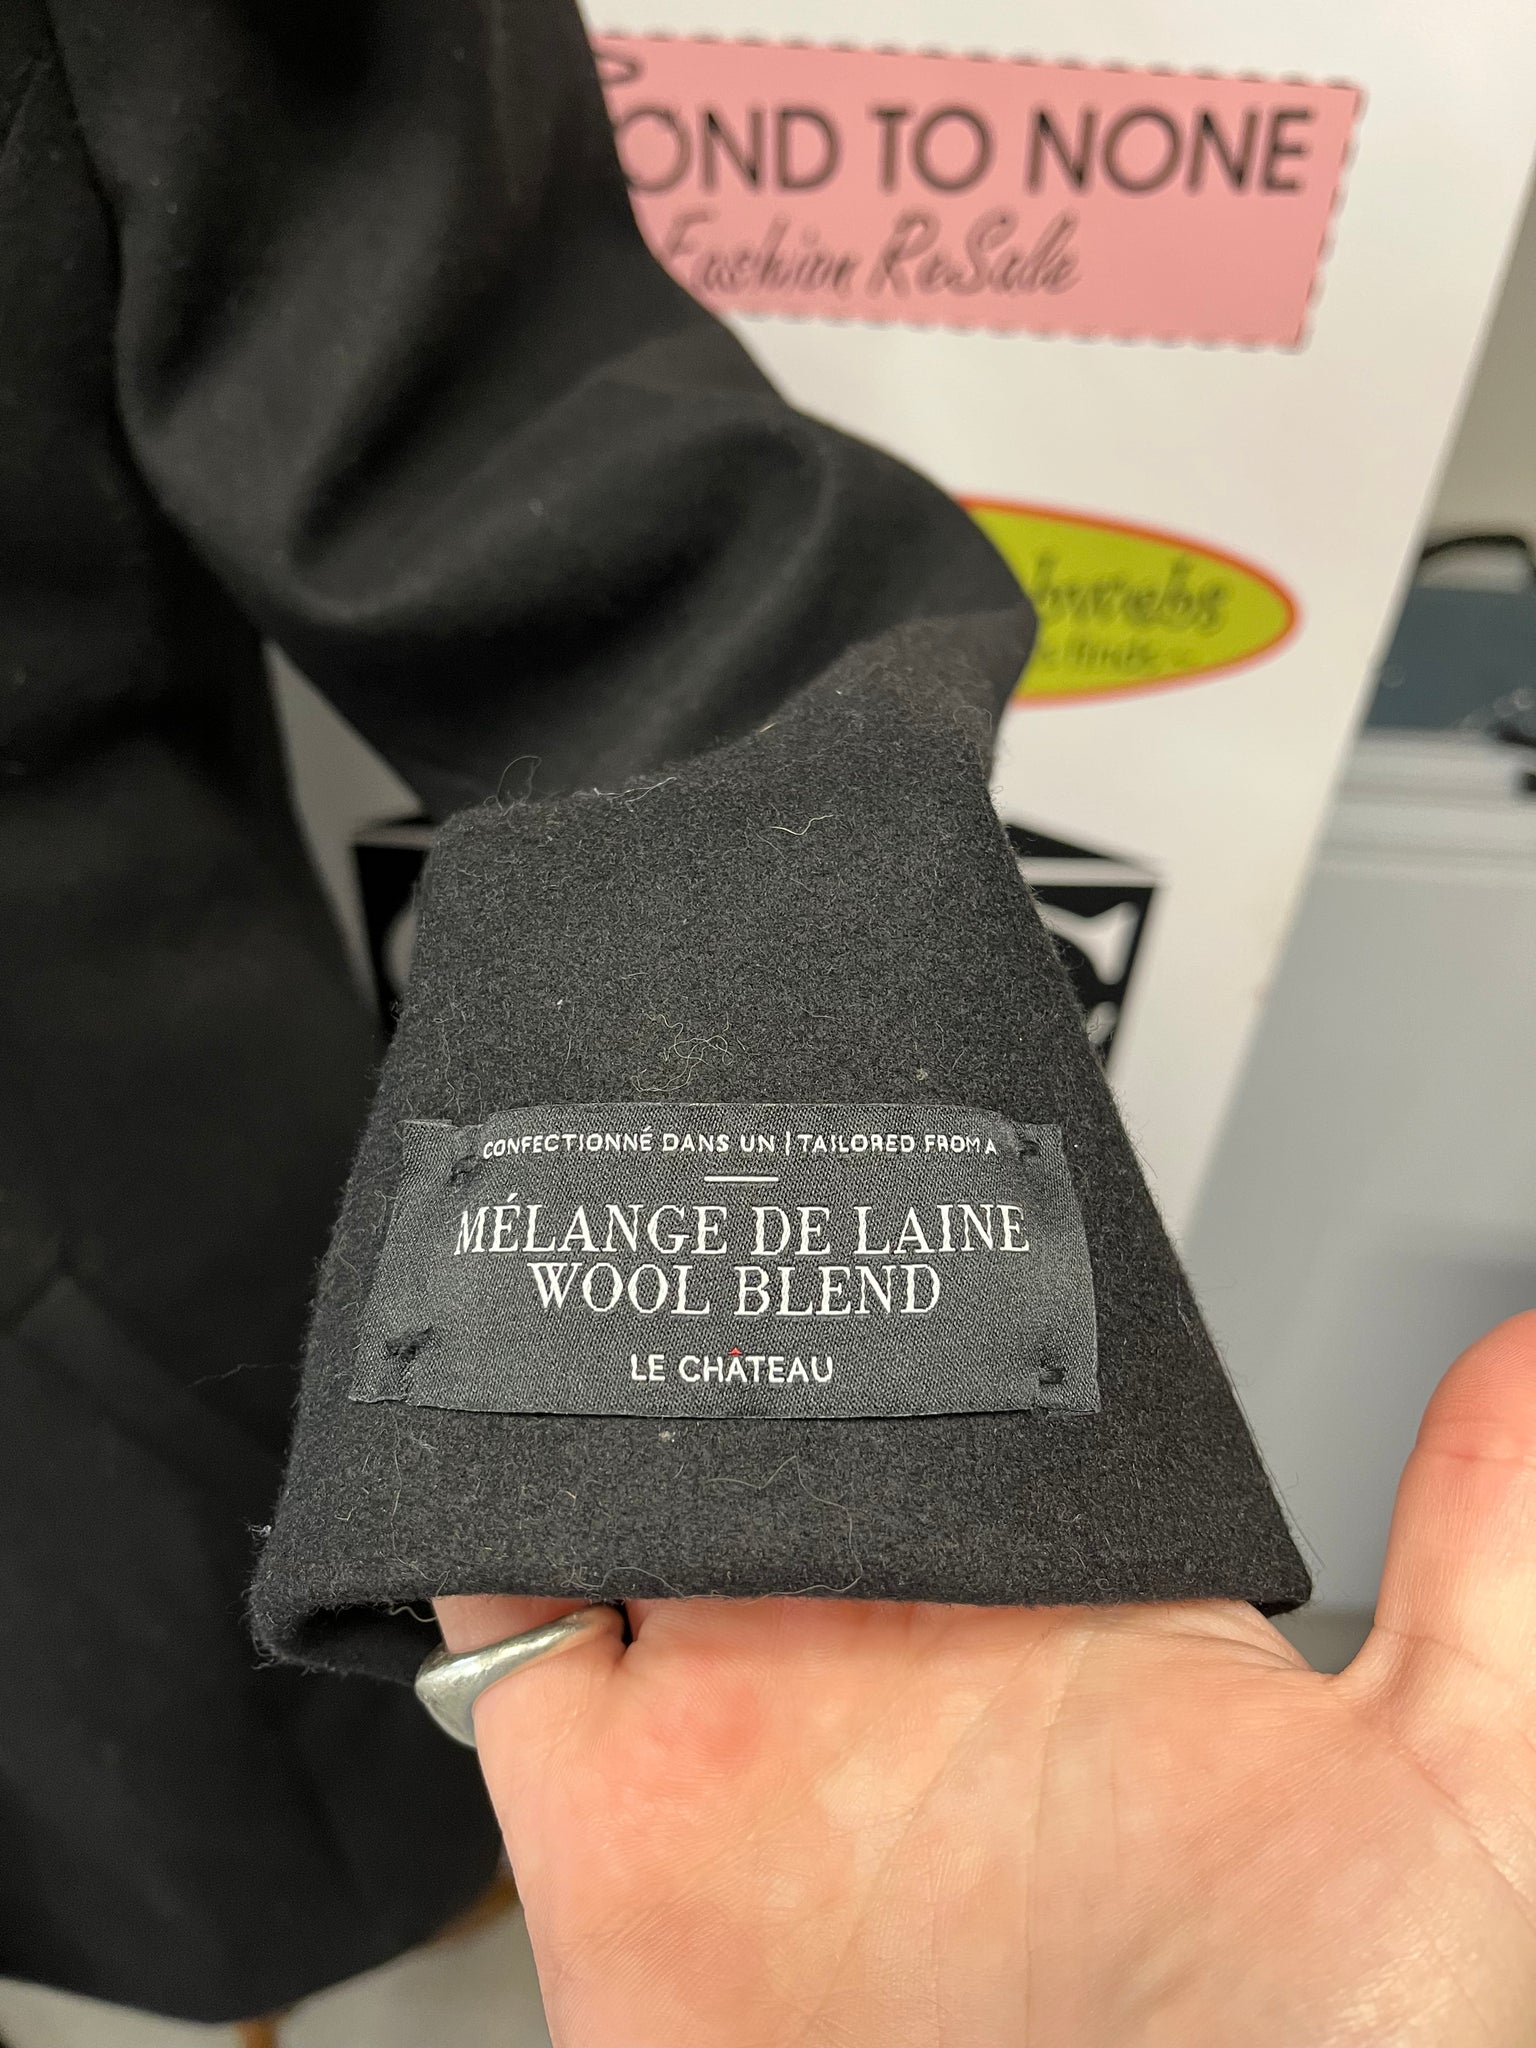 OND TO NONE
Fashion ReSale
CONFECTIONNÉ DANS UN | TAILORED FROM A
MÉLANGE DE LAINE
WOOL BLEND
LE CHÂTEAU